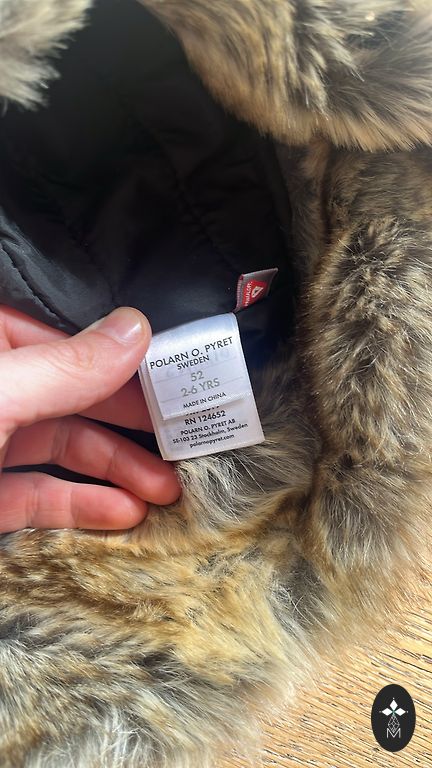 POLARN O. PYRET
SWEDEN
52
2-6 YRS
MADE IN CHINA
RN 124652
POLARN O. PYRET AB
SE-103 23 Stockholm, Sweden
polarnopyret.com